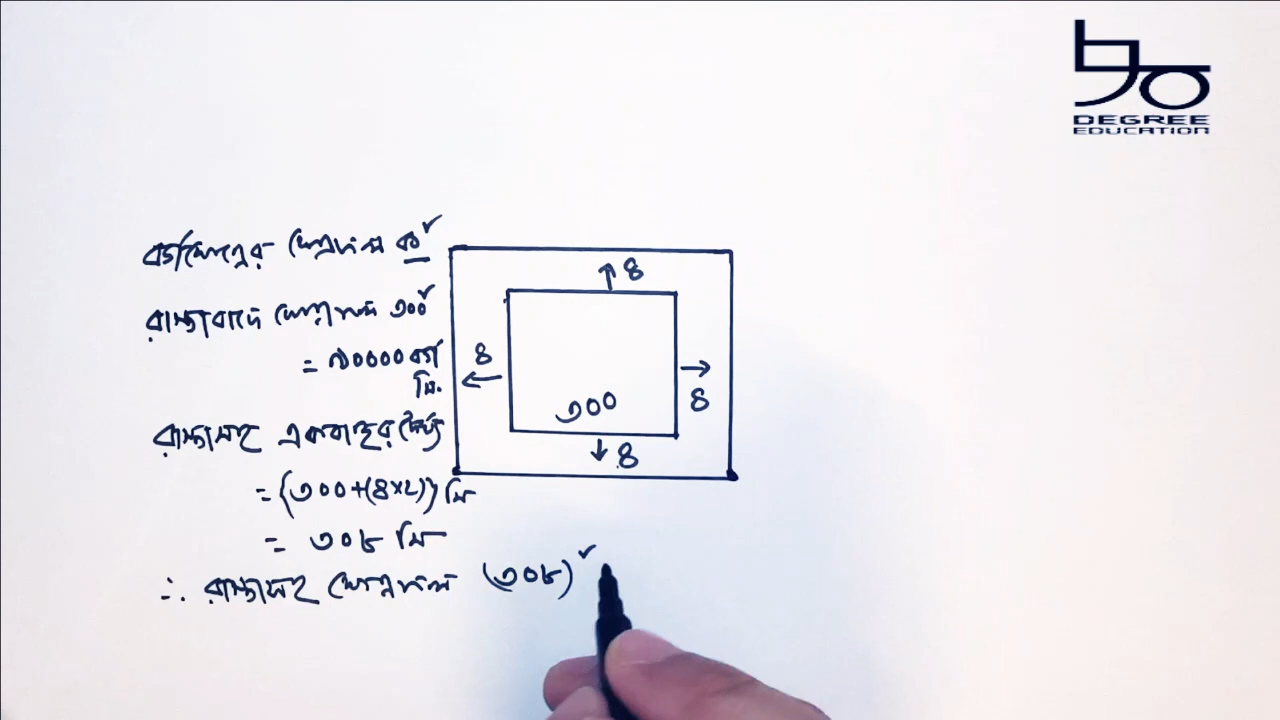 ১০
DEGREE
EDUCATION
বর্গক্ষেত্রের ক্ষেত্রফল ক²
রাস্তাবাদে ক্ষেত্রফল ৩০০²
= ৯০০০০ বর্গ
মি.
রাস্তাসহ একবাহুর দৈর্ঘ্য
= {৩০০+(৪×২)} মি
= ৩০৮ মি
∴ রাস্তাসহ ক্ষেত্রফল (৩০৮)²
৪
৪
৪
৩০০
৪